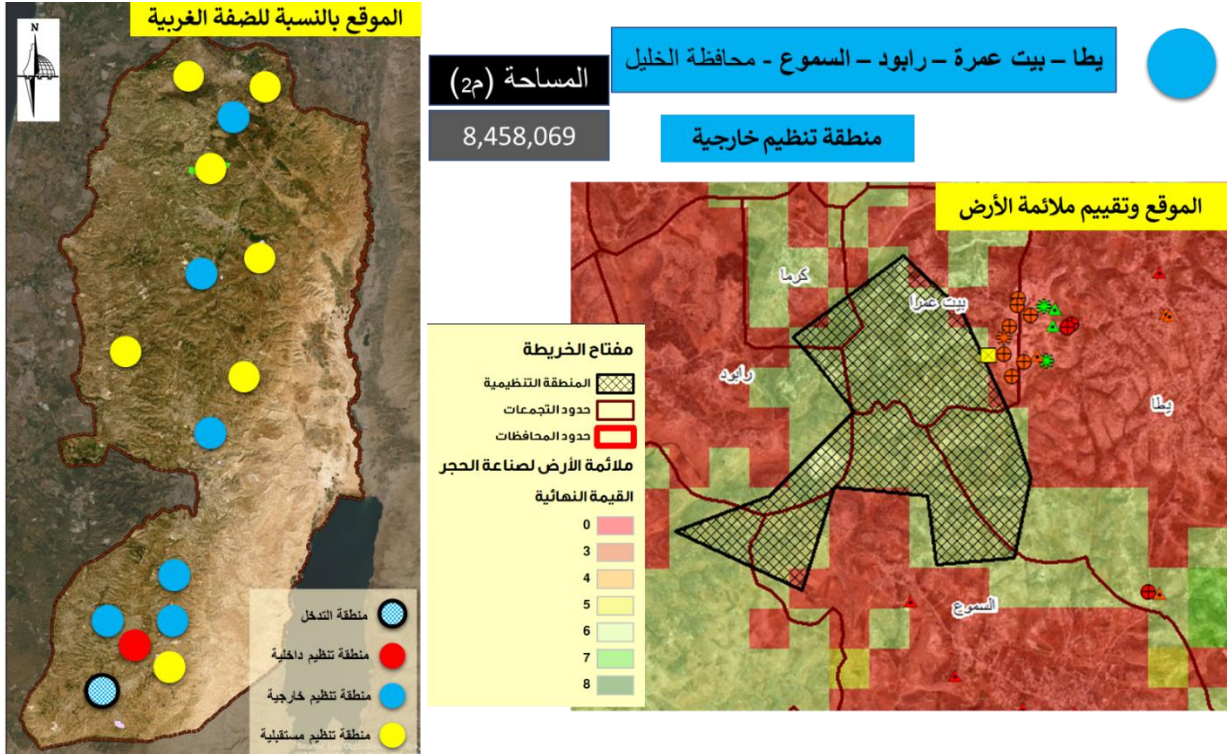 الموقع بالنسبة للضفة الغربية
N
يطا – بيت عمرة – رابود – السموع - محافظة الخليل
المساحة (م2)
8,458,069
منطقة تنظيم خارجية
الموقع وتقييم ملائمة الأرض
كرما
بيت عمرا
رابود
يطا
السموع
مفتاح الخريطة
المنطقة التنظيمية
حدود التجمعات
حدود المحافظات
ملائمة الأرض لصناعة الحجر
القيمة النهائية
0
3
4
5
6
7
8
منطقة التدخل
منطقة تنظيم داخلية
منطقة تنظيم خارجية
منطقة تنظيم مستقبلية